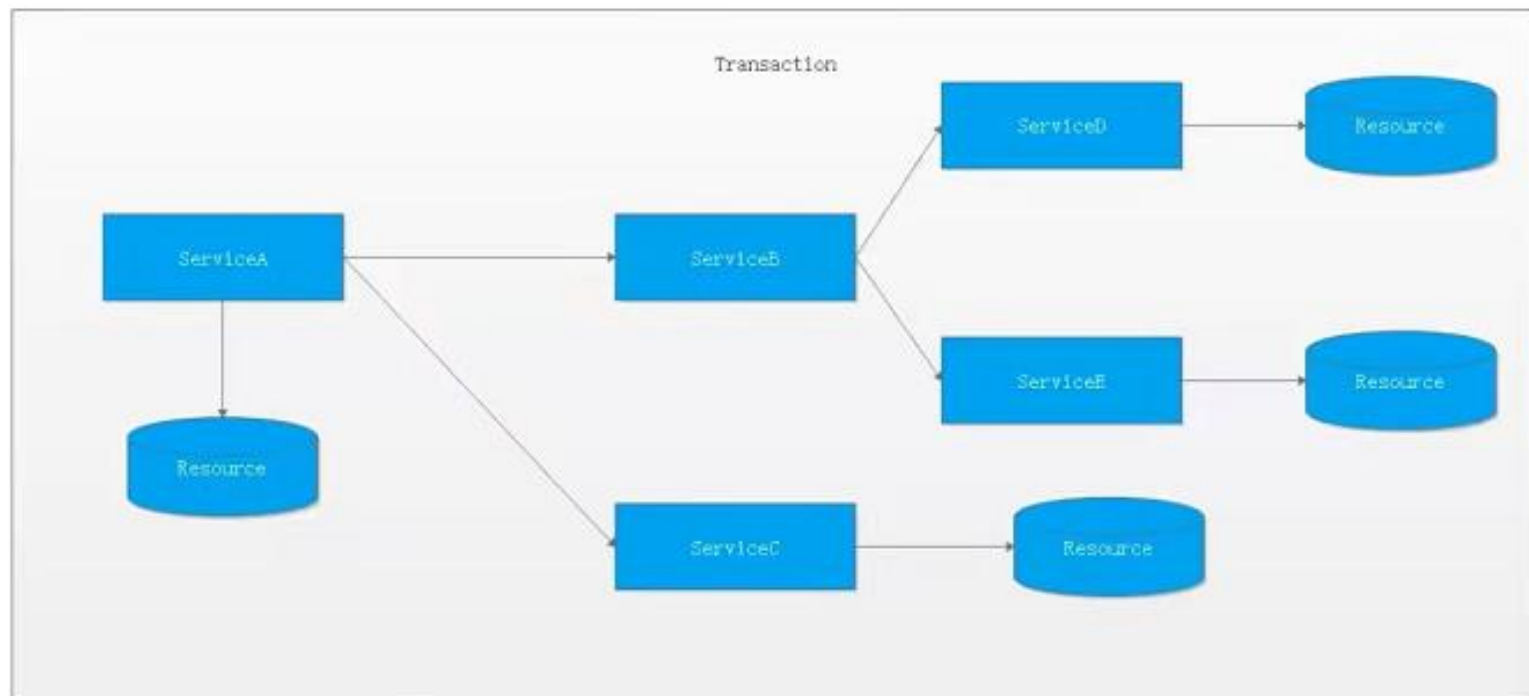 Transaction
ServiceD
Resource
ServiceA
ServiceB
ServiceE
Resource
Resource
ServiceC
Resource